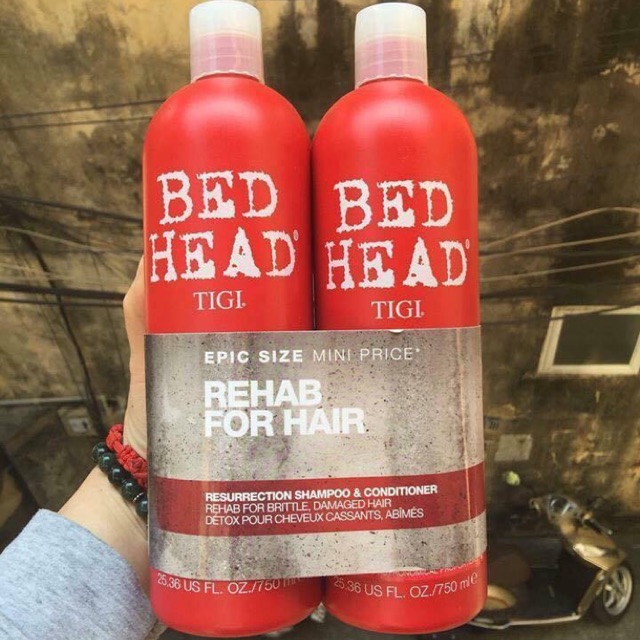 BED
HEAD®
TIGI®
BED
HEAD®
TIGI®
EPIC SIZE MINI PRICE*
REHAB
FOR HAIR
RESURRECTION SHAMPOO & CONDITIONER
REHAB FOR BRITTLE, DAMAGED HAIR
DÉTOX POUR CHEVEUX CASSANTS, ABÎMÉS
25.36 US FL. OZ./750 ml
25.36 US FL. OZ./750 ml e